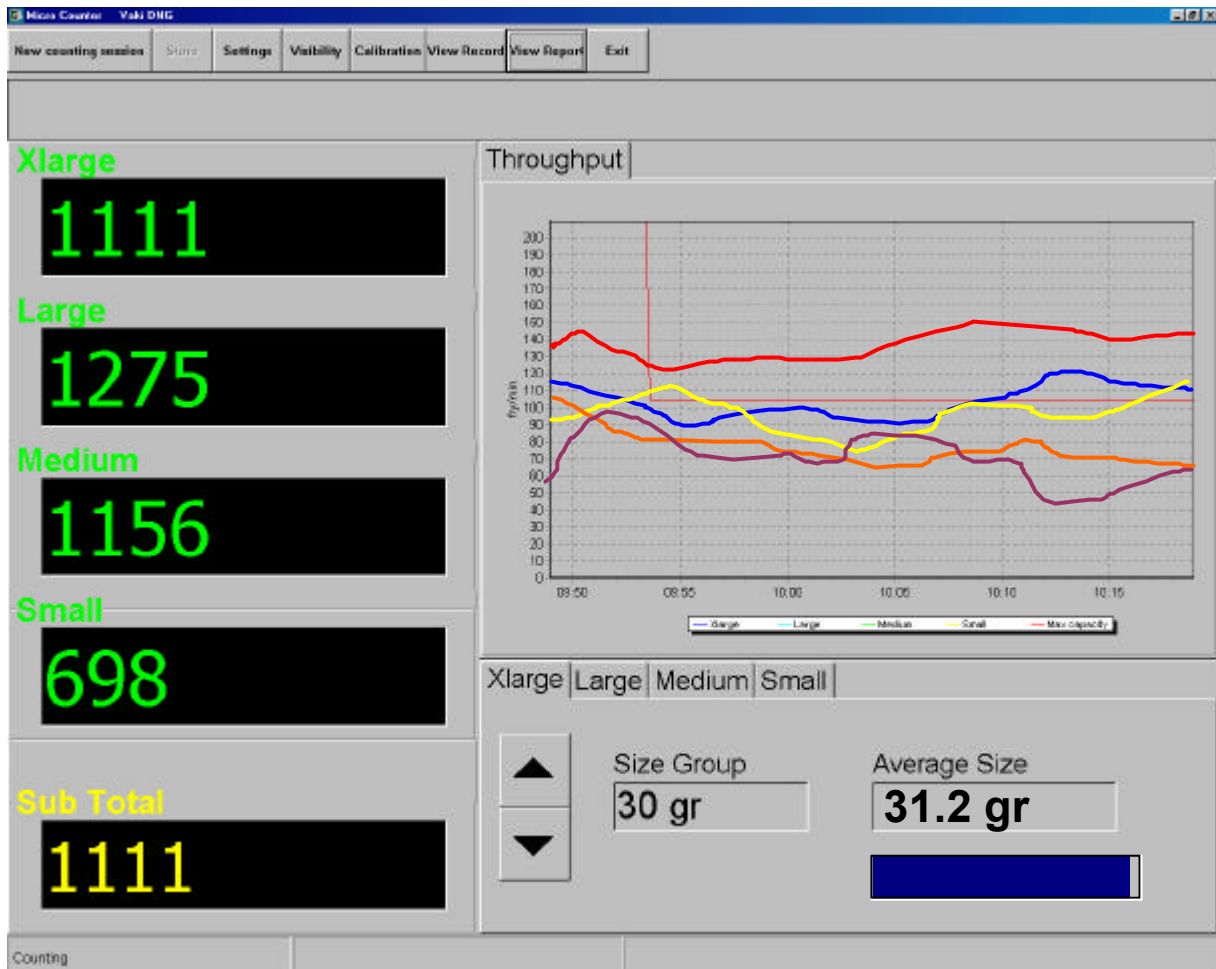 Micro Counter Vaki DNG
New counting session Store Settings Visibility Calibration View Record View Report Exit
Xlarge
1111
Large
1275
Medium
1156
Small
698
Sub Total
1111
Throughput
fry/min
200
190
180
170
160
150
140
130
120
110
100
90
80
70
60
50
40
30
20
10
0
09:50 09:55 10:00 10:05 10:10 10:15
Xlarge Large Medium Small Max capacity
Xlarge Large Medium Small
Size Group
30 gr
Average Size
31.2 gr
Counting